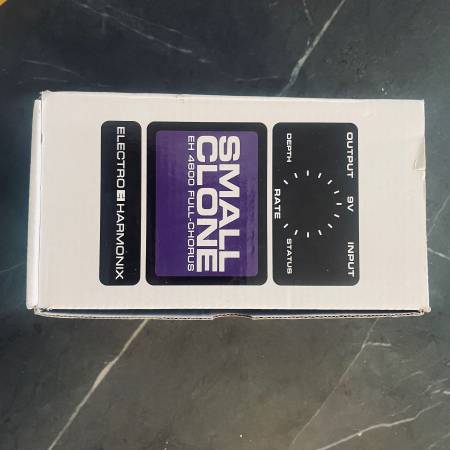 OUTPUT 9V INPUT
DEPTH STATUS
RATE
SMALL
CLONE
EH 4600 FULL-CHORUS
ELECTRO HARMONIX